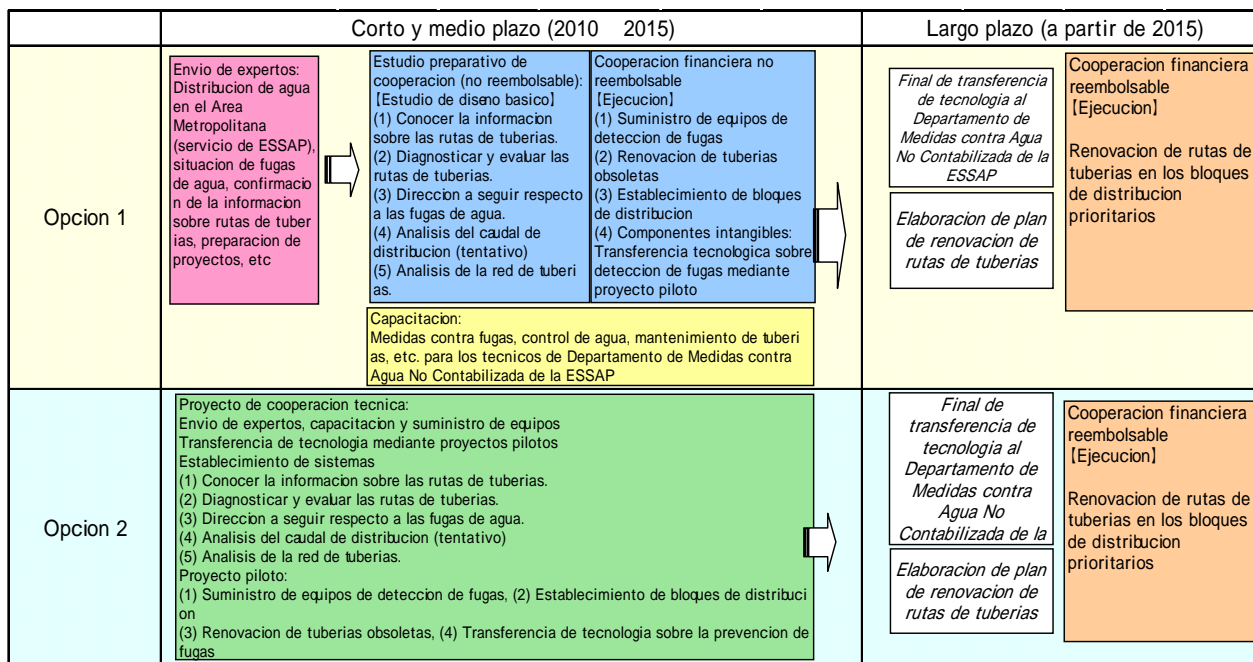 Corto y medio plazo (2010 2015)
Largo plazo (a partir de 2015)
Opcion 1
Envio de expertos:
Distribucion de agua
en el Area
Metropolitana
(servicio de ESSAP),
situacion de fugas
de agua, confirmacio
n de la informacion
sobre rutas de tuber
ias, preparacion de
proyectos, etc
Estudio preparativo de
cooperacion (no reembolsable):
【Estudio de diseno basico】
(1) Conocer la informacion
sobre las rutas de tuberias.
(2) Diagnosticar y evaluar las
rutas de tuberias.
(3) Direccion a seguir respecto
a las fugas de agua.
(4) Analisis del caudal de
distribucion (tentativo)
(5) Analisis de la red de tuberi
as.
Cooperacion financiera no
reembolsable
【Ejecucion】
(1) Suministro de equipos de
deteccion de fugas
(2) Renovacion de tuberias
obsoletas
(3) Establecimiento de bloques
de distribucion
(4) Componentes intangibles:
Transferencia tecnologica sobre
deteccion de fugas mediante
proyecto piloto
Capacitacion:
Medidas contra fugas, control de agua, mantenimiento de tuberi
as, etc. para los tecnicos de Departamento de Medidas contra
Agua No Contabilizada de la ESSAP
Final de transferencia
de tecnologia al
Departamento de
Medidas contra Agua
No Contabilizada de la
ESSAP
Elaboracion de plan
de renovacion de
rutas de tuberias
Cooperacion financiera
reembolsable
【Ejecucion】
Renovacion de rutas de
tuberias en los bloques
de distribucion
prioritarios
Opcion 2
Proyecto de cooperacion tecnica:
Envio de expertos, capacitacion y suministro de equipos
Transferencia de tecnologia mediante proyectos pilotos
Establecimiento de sistemas
(1) Conocer la informacion sobre las rutas de tuberias.
(2) Diagnosticar y evaluar las rutas de tuberias.
(3) Direccion a seguir respecto a las fugas de agua.
(4) Analisis del caudal de distribucion (tentativo)
(5) Analisis de la red de tuberias.
Proyecto piloto:
(1) Suministro de equipos de deteccion de fugas, (2) Establecimiento de bloques de distribuci
on
(3) Renovacion de tuberias obsoletas, (4) Transferencia de tecnologia sobre la prevencion de
fugas
Final de
transferencia de
tecnologia al
Departamento de
Medidas contra
Agua No
Contabilizada de la
Elaboracion de plan
de renovacion de
rutas de tuberias
Cooperacion financiera
reembolsable
【Ejecucion】
Renovacion de rutas de
tuberias en los bloques
de distribucion
prioritarios